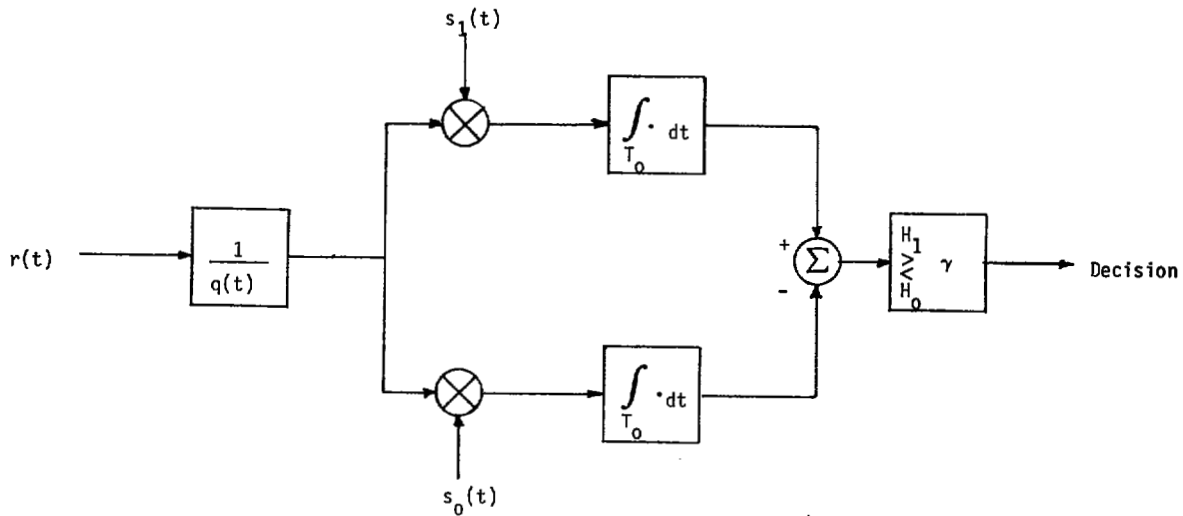 s₁(t)
∫· dt
T₀
r(t)
1
q(t)
+
Σ
-
H₁
≷ γ
H₀
Decision
∫·dt
T₀
s₀(t)